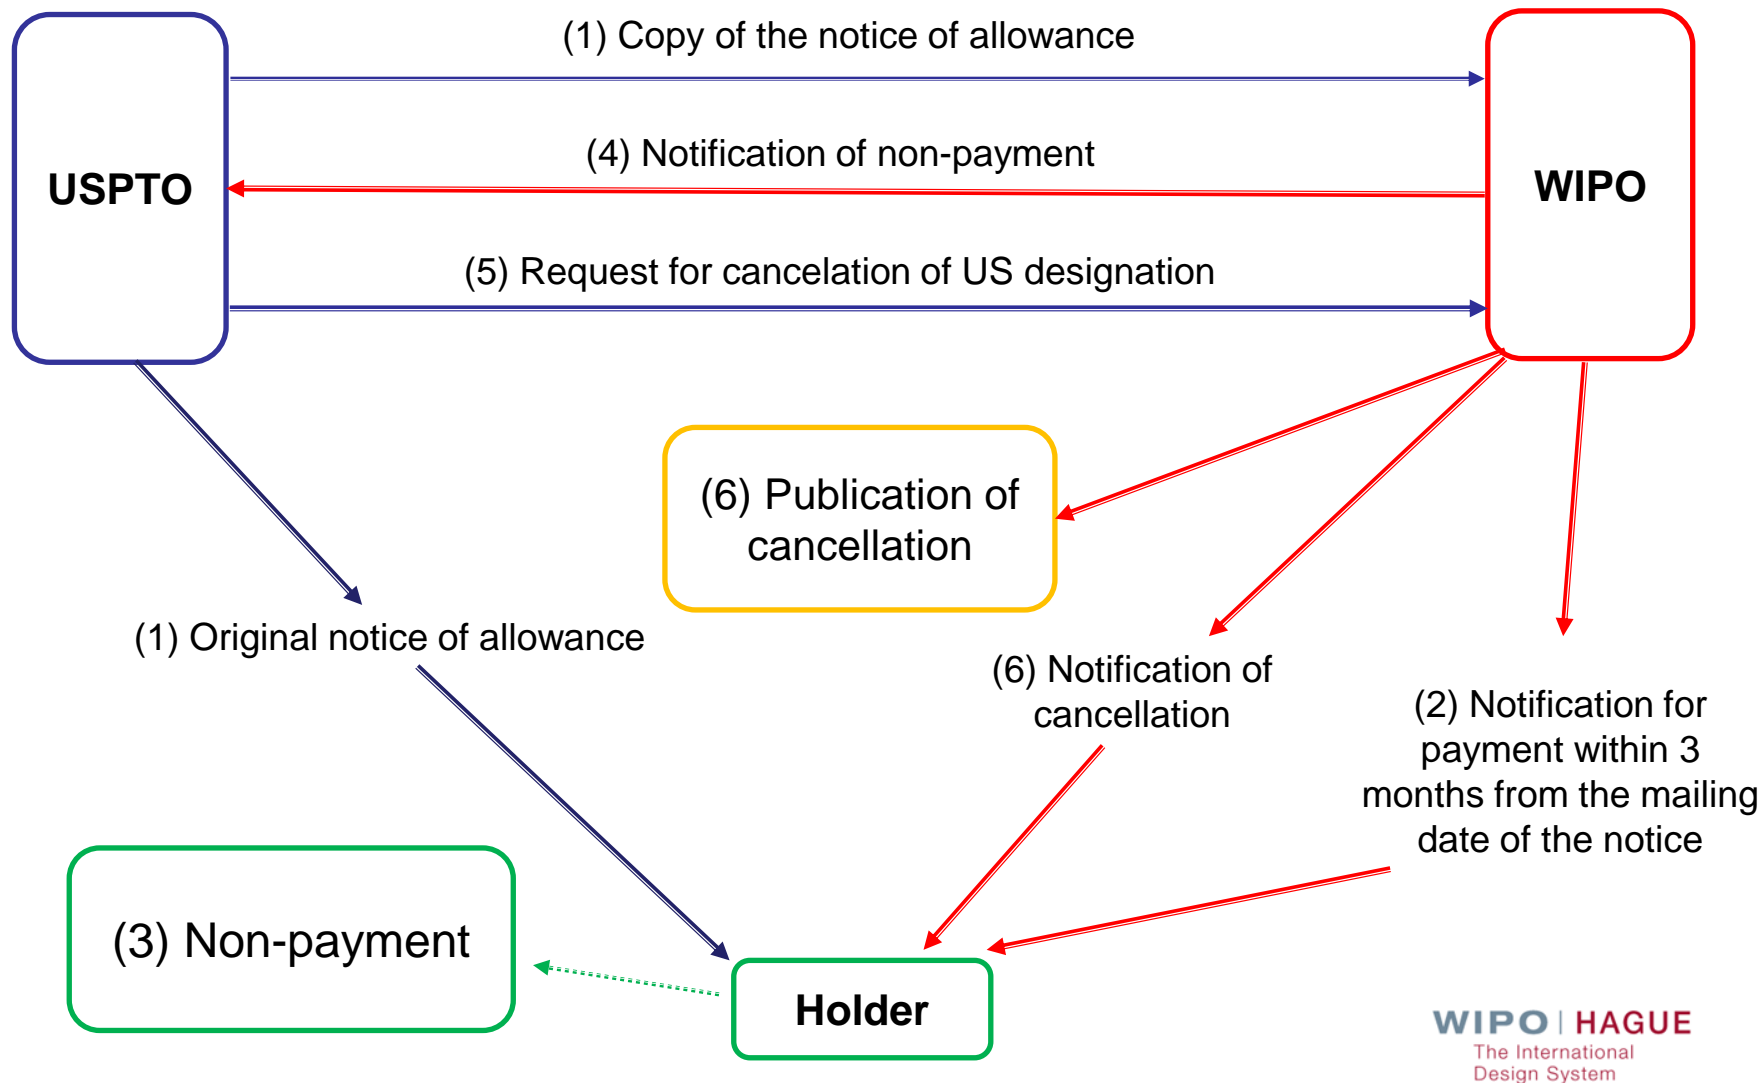 (1) Copy of the notice of allowance
(4) Notification of non-payment
USPTO
WIPO
(5) Request for cancelation of US designation
(6) Publication of
cancellation
(1) Original notice of allowance
(6) Notification of
cancellation
(2) Notification for
payment within 3
months from the mailing
date of the notice
(3) Non-payment
Holder
WIPO | HAGUE
The International
Design System